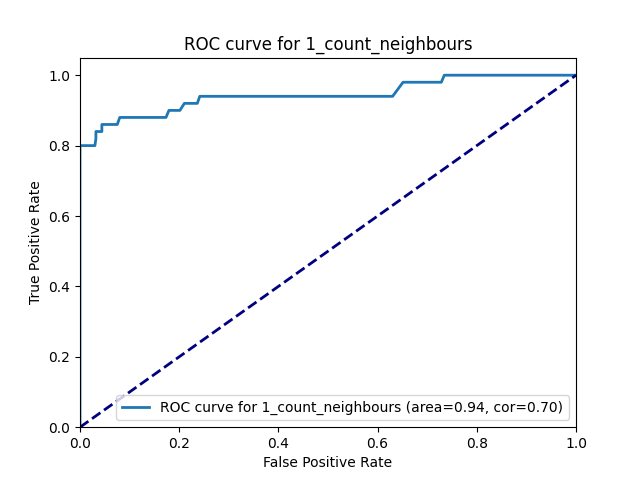 ROC curve for 1_count_neighbours
1.0
0.8
0.6
0.4
0.2
0.0
True Positive Rate
ROC curve for 1_count_neighbours (area=0.94, cor=0.70)
0.0 0.2 0.4 0.6 0.8 1.0
False Positive Rate